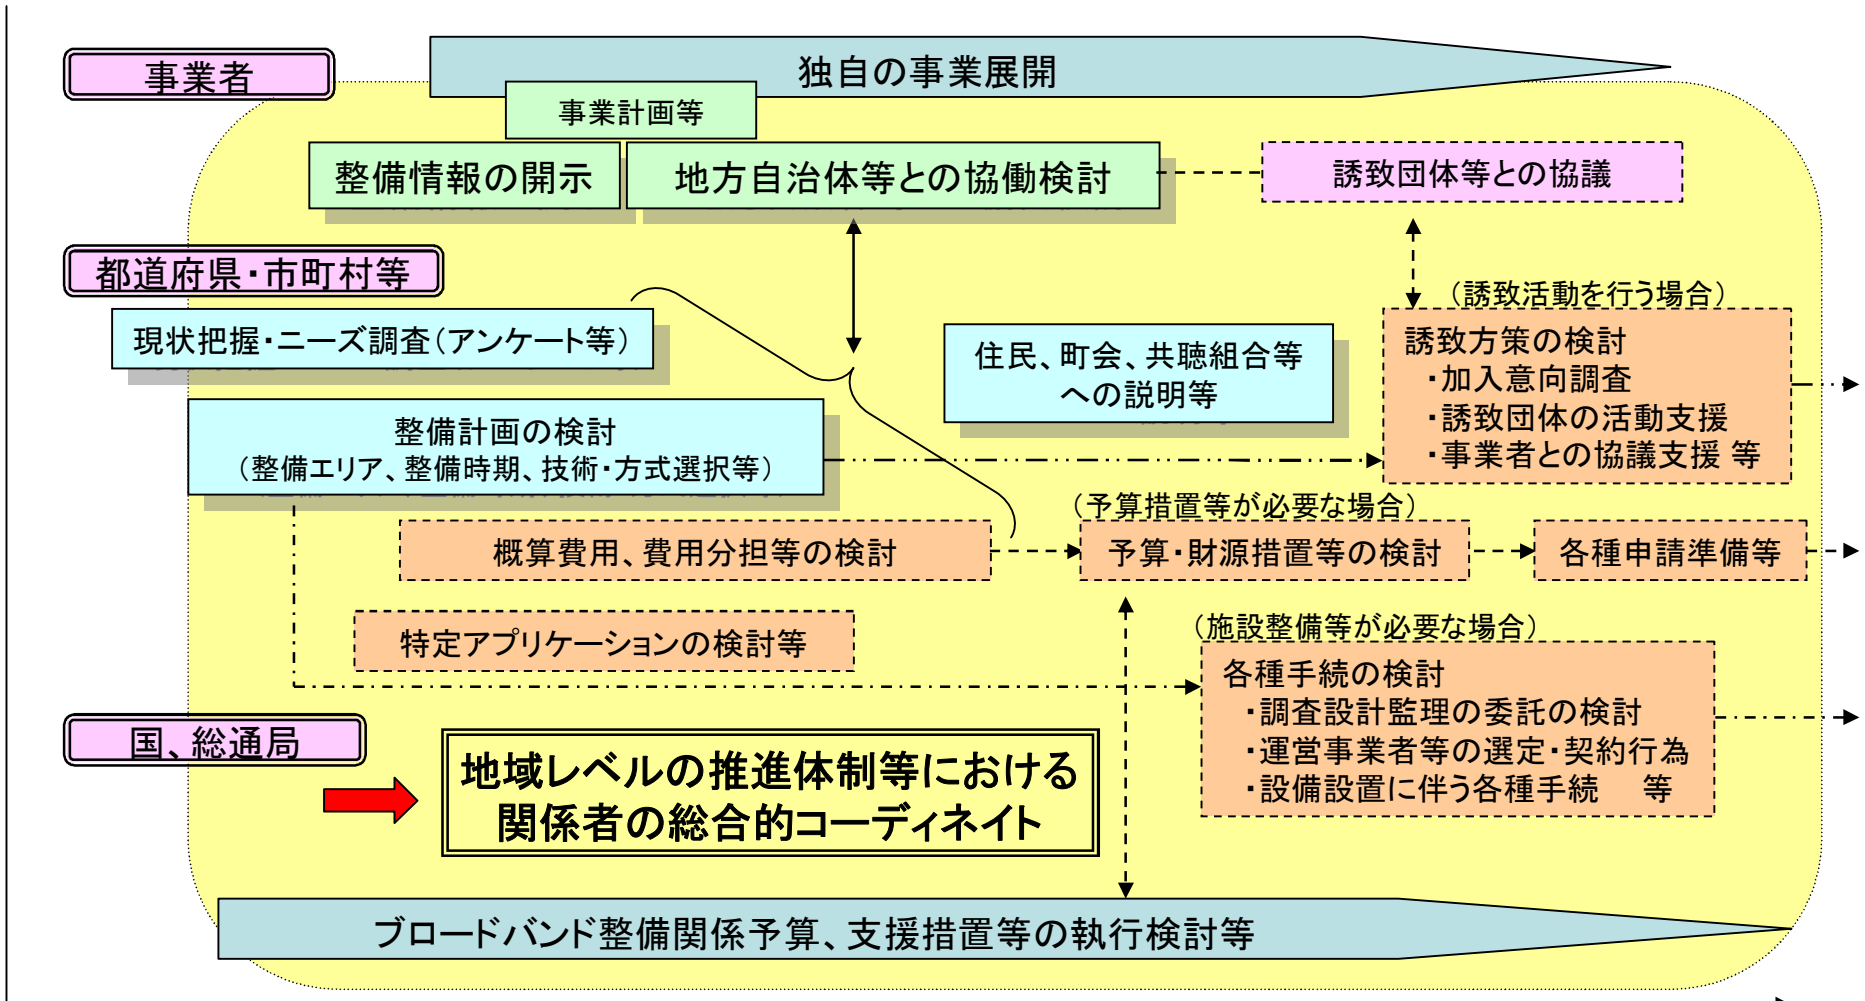 事業者
独自の事業展開
事業計画等
整備情報の開示
地方自治体等との協働検討
誘致団体等との協議
都道府県・市町村等
(誘致活動を行う場合)
現状把握・ニーズ調査(アンケート等)
住民、町会、共聴組合等
への説明等
誘致方策の検討
・加入意向調査
・誘致団体の活動支援
・事業者との協議支援 等
整備計画の検討
(整備エリア、整備時期、技術・方式選択等)
(予算措置等が必要な場合)
概算費用、費用分担等の検討
予算・財源措置等の検討
各種申請準備等
特定アプリケーションの検討等
(施設整備等が必要な場合)
各種手続の検討
・調査設計監理の委託の検討
・運営事業者等の選定・契約行為
・設備設置に伴う各種手続 等
国、総通局
地域レベルの推進体制等における
関係者の総合的コーディネイト
ブロードバンド整備関係予算、支援措置等の執行検討等